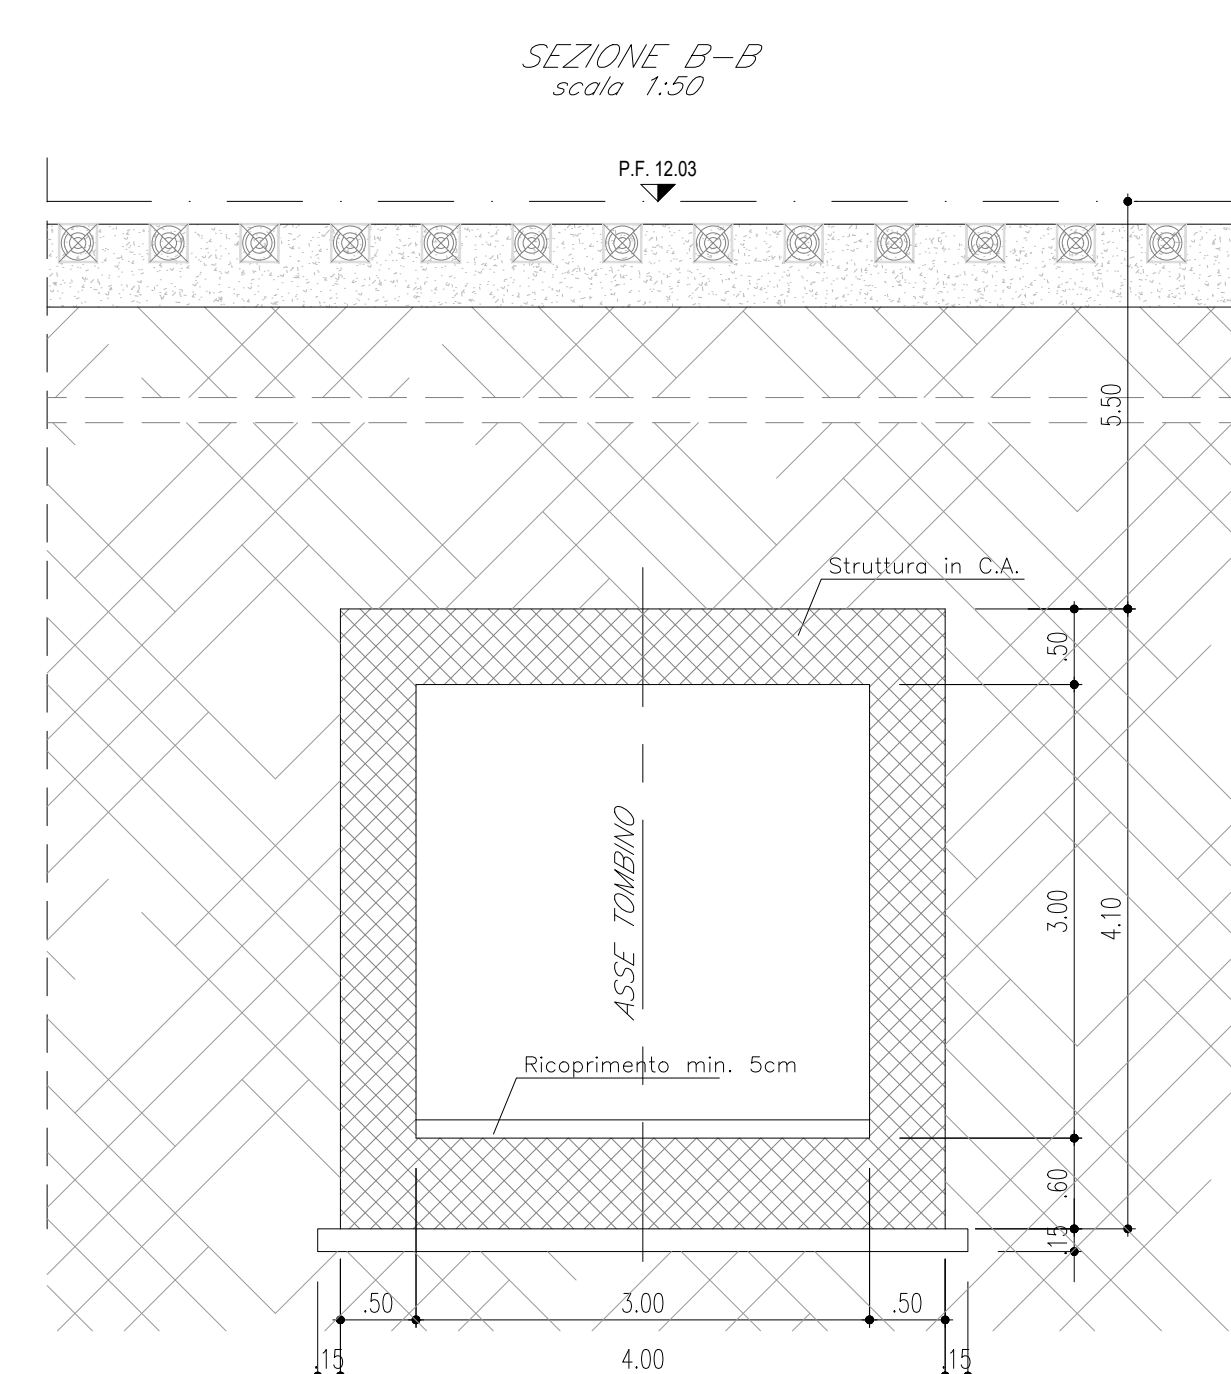 SEZIONE B-B
scala 1:50
P.F. 12.03
5.50
Struttura in C.A.
.50
ASSE TOMBINO
3.00
4.10
Ricoprimento min. 5cm
.60
.15
.50
3.00
.50
.15
4.00
.15